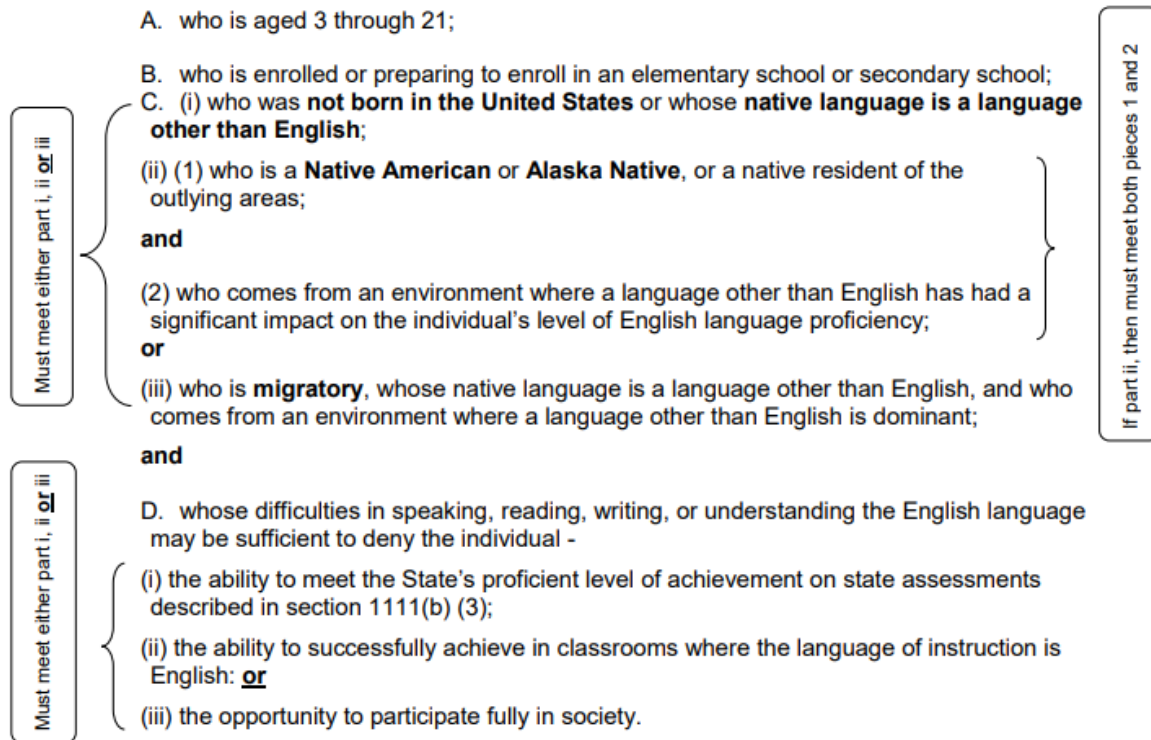 A. who is aged 3 through 21;
B. who is enrolled or preparing to enroll in an elementary school or secondary school;
C. (i) who was not born in the United States or whose native language is a language
other than English;
(ii) (1) who is a Native American or Alaska Native, or a native resident of the
outlying areas;
and
(2) who comes from an environment where a language other than English has had a
significant impact on the individual's level of English language proficiency;
or
(iii) who is migratory, whose native language is a language other than English, and who
comes from an environment where a language other than English is dominant;
and
D. whose difficulties in speaking, reading, writing, or understanding the English language
may be sufficient to deny the individual -
(i) the ability to meet the State's proficient level of achievement on state assessments
described in section 1111(b) (3);
(ii) the ability to successfully achieve in classrooms where the language of instruction is
English: or
(iii) the opportunity to participate fully in society.
Must meet either part i, ii or iii
Must meet either part i, ii or iii
If part ii, then must meet both pieces 1 and 2